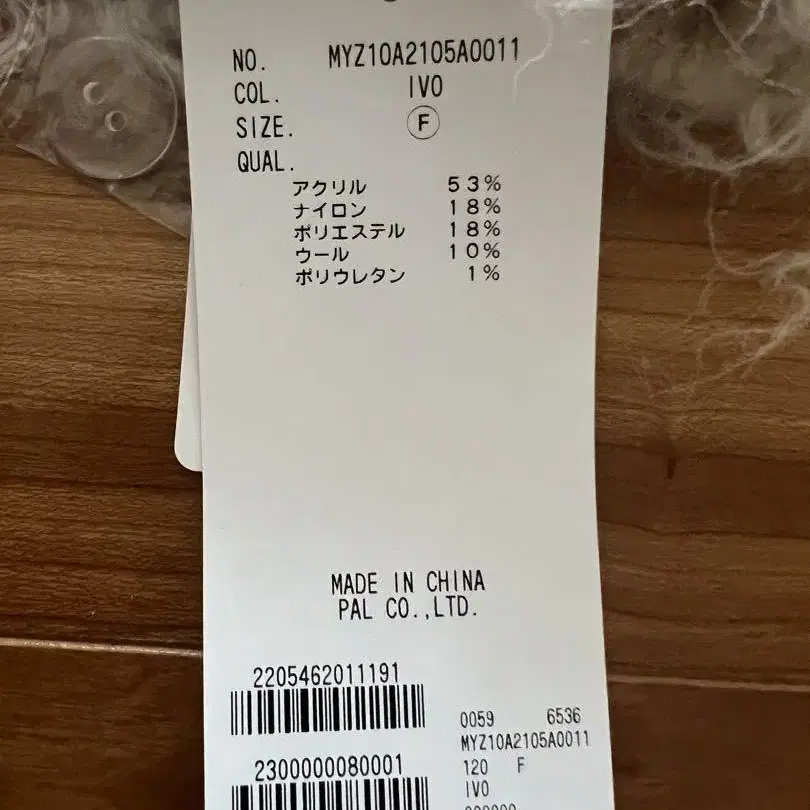 NO. MYZ10A2105A0011
COL. IVO
SIZE. F
QUAL.
アクリル 53%
ナイロン 18%
ポリエステル 18%
ウール 10%
ポリウレタン 1%
MADE IN CHINA
PAL CO.,LTD.
2205462011191
0059 6536
MYZ10A2105A0011
2300000080001
120 F
IVO